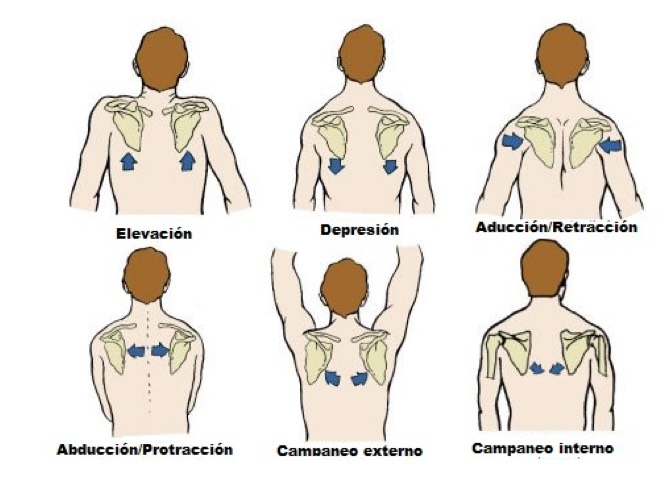 Elevación
Depresión
Aducción/Retracción
Abducción/Protracción
Campaneo externo
Campaneo interno